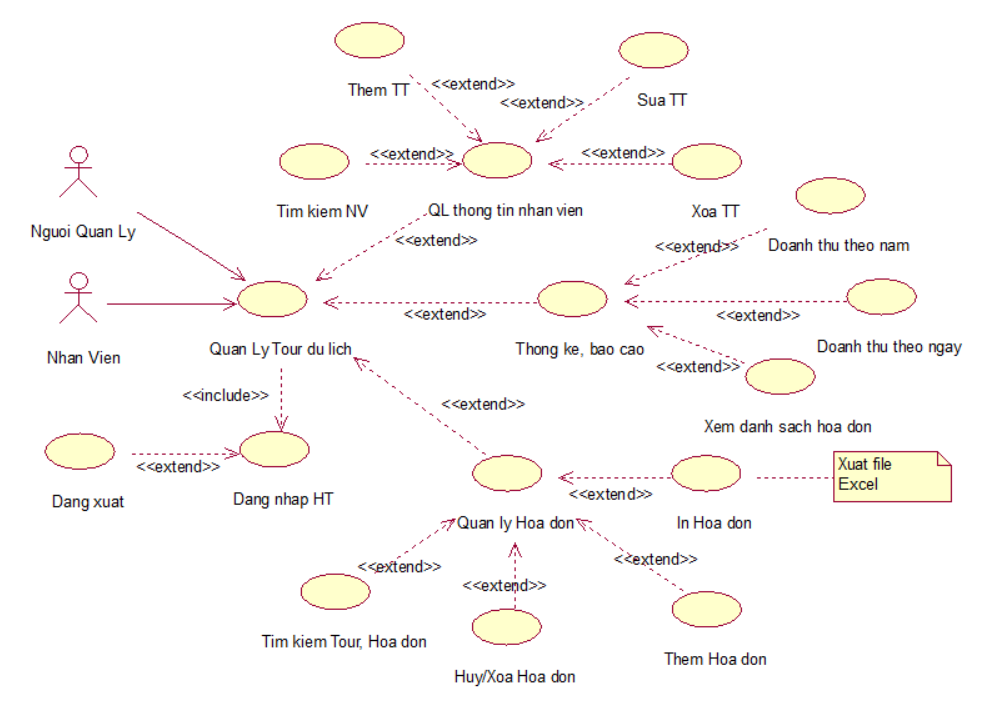 Them TT
<<extend>>
<<extend>>
Sua TT
<<extend>>
<<extend>>
Tim kiem NV
QL thong tin nhan vien
Xoa TT
Nguoi Quan Ly
<<extend>>
<<extend>>
Doanh thu theo nam
<<extend>>
<<extend>>
Nhan Vien
Quan Ly Tour du lich
Thong ke, bao cao
Doanh thu theo ngay
<<extend>>
<<include>>
<<extend>>
Xem danh sach hoa don
<<extend>>
Dang xuat
Dang nhap HT
Xuat file
Excel
<<extend>>
Quan ly Hoa don
In Hoa don
<<extend>>
<<extend>>
<<extend>>
Tim kiem Tour, Hoa don
Huy/Xoa Hoa don
Them Hoa don